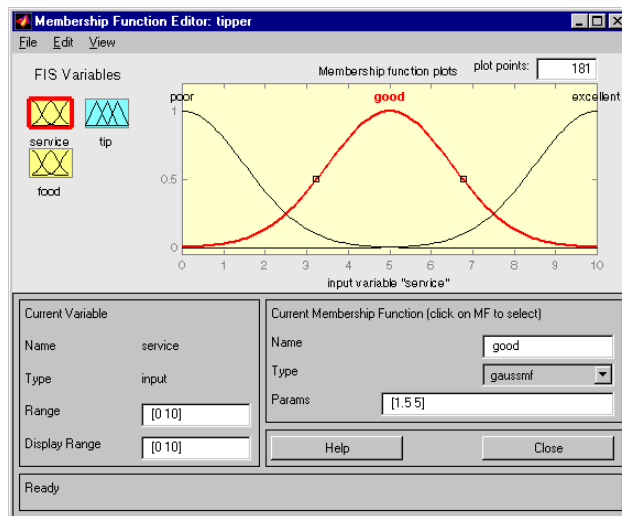 Membership Function Editor: tipper
File Edit View
FIS Variables
Membership function plots
plot points: 181
service
tip
food
poor
good
excellent
1
0.5
0
0 1 2 3 4 5 6 7 8 9 10
input variable "service"
Current Variable
Name service
Type input
Range [0 10]
Display Range [0 10]
Current Membership Function (click on MF to select)
Name good
Type gaussmf
Params [1.5 5]
Help Close
Ready